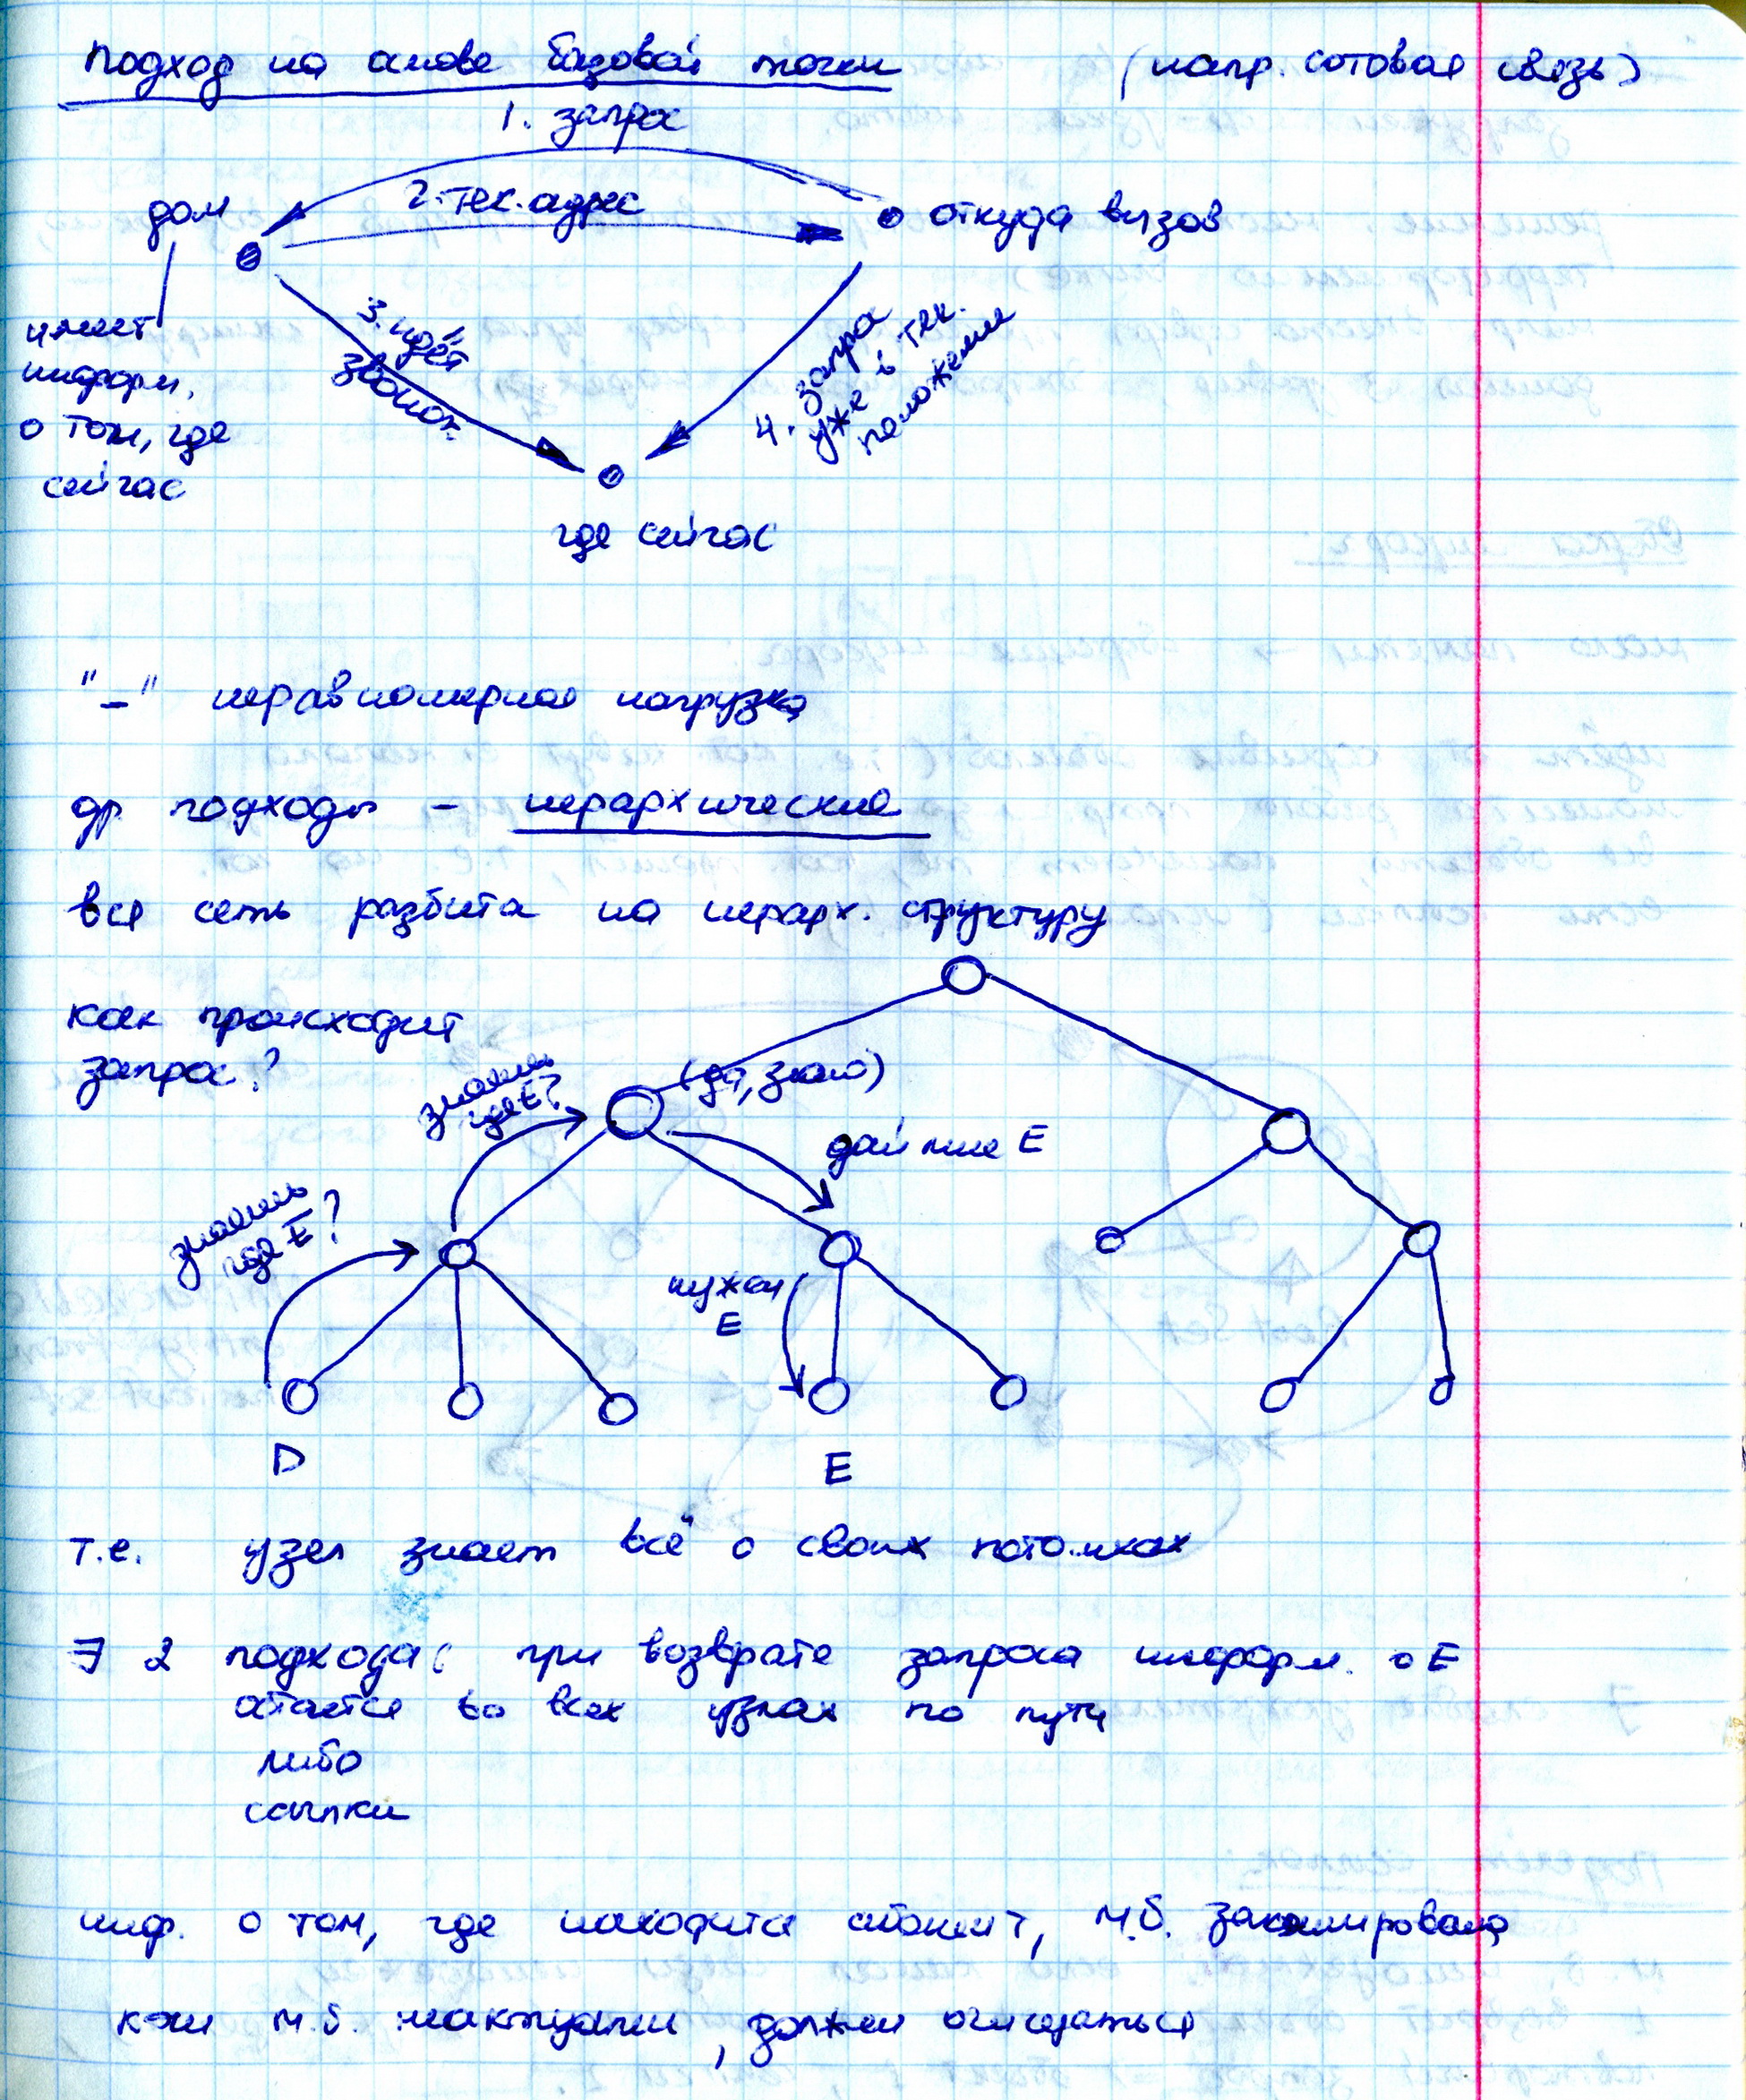 подход на основе базовой точки (напр. сотовая связь)
1. запрос
2. тек. адрес
дом
откуда вызов
имеет
информ.
о том, где
сейчас
3. идёт
звонок
4. запрос
уже в тек.
положении
где сейчас
"–" неравномерная нагрузка
др. подходы – иерархические
вся сеть разбита на иерарх. структуру
как происходит
запрос?
знаешь
где E?
(да, знаю)
дай мне E
знаешь
где E?
нужен
E
D
E
т.е. узел знает всё о своих потомках
∃ 2 подхода: при возврате запроса информ. о E
остаётся во всех узлах по пути
либо
ссылки
инф. о том, где находится абонент, м.б. закэширована
кэш м.б. неактуален, должен очищаться